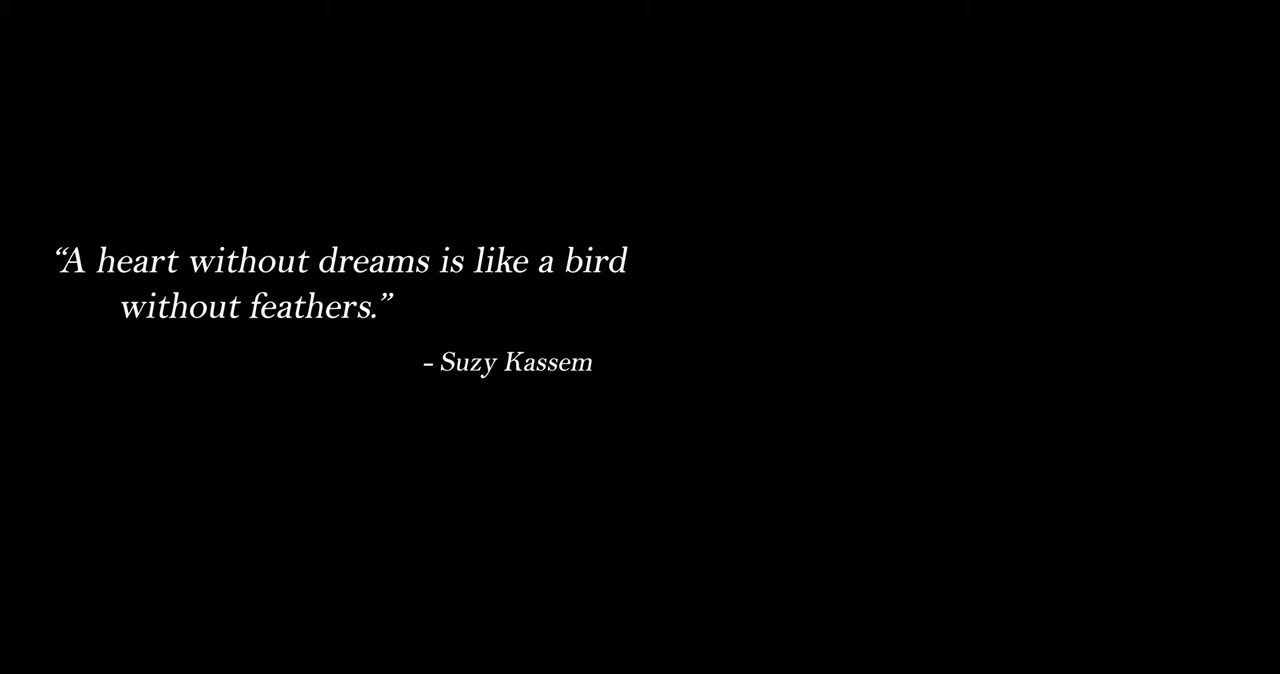 “A heart without dreams is like a bird
without feathers.”
– Suzy Kassem